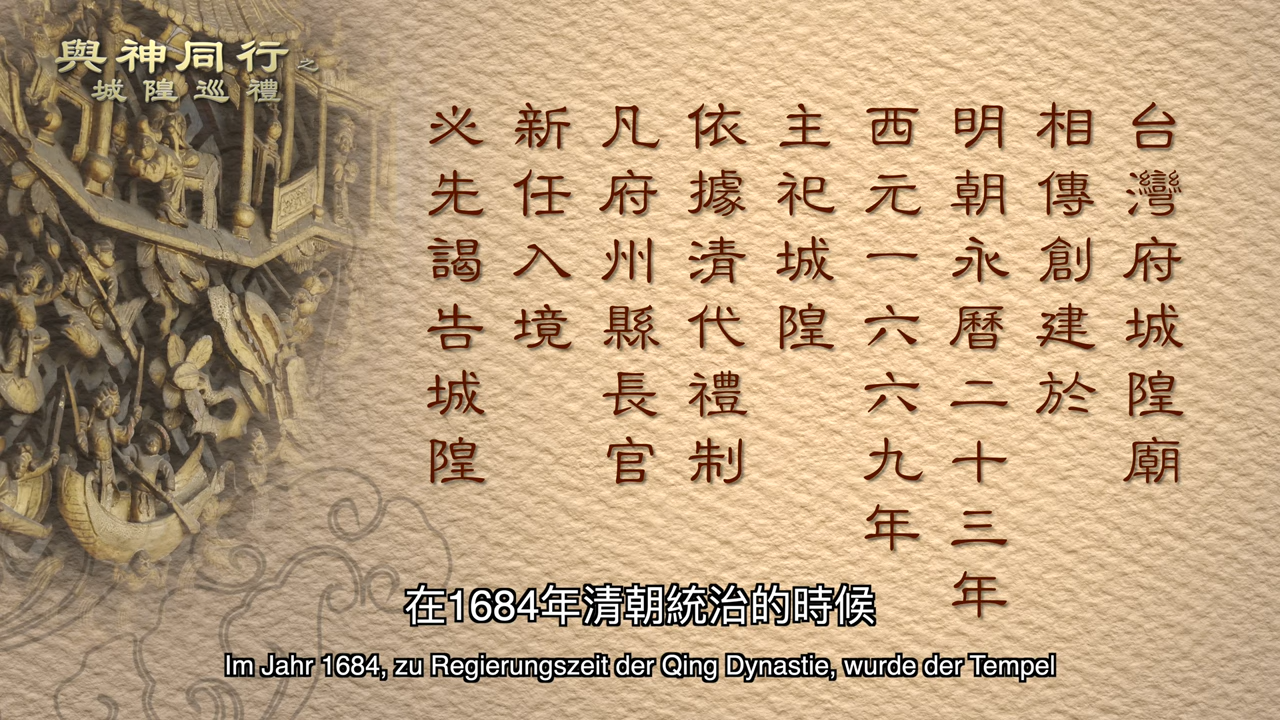 與神同行之
城隍巡禮
台灣府城隍廟
相傳創建於
明朝永曆二十三年
西元一六六九年
主祀城隍
依據清代禮制
凡府州縣長官
新任入境
必先謁告城隍
在1684年清朝統治的時候
Im Jahr 1684, zu Regierungszeit der Qing Dynastie, wurde der Tempel